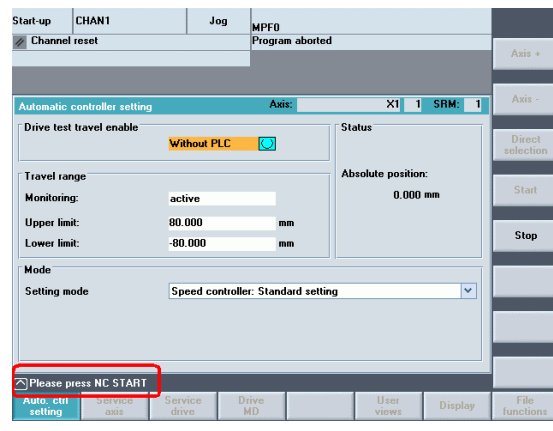 Start-up CHAN1 Jog MPF0
Channel reset Program aborted
Axis +
Automatic controller setting Axis: X1 1 SRM: 1
Axis -
Drive test travel enable
Without PLC
Status
Direct
selection
Travel range
Absolute position:
Monitoring: active
0.000 mm
Start
Upper limit: 80.000 mm
Lower limit: -80.000 mm
Stop
Mode
Setting mode Speed controller: Standard setting
Please press NC START
Auto. ctrl
setting
Service
axis
Service
drive
Drive
MD
User
views
Display
File
functions